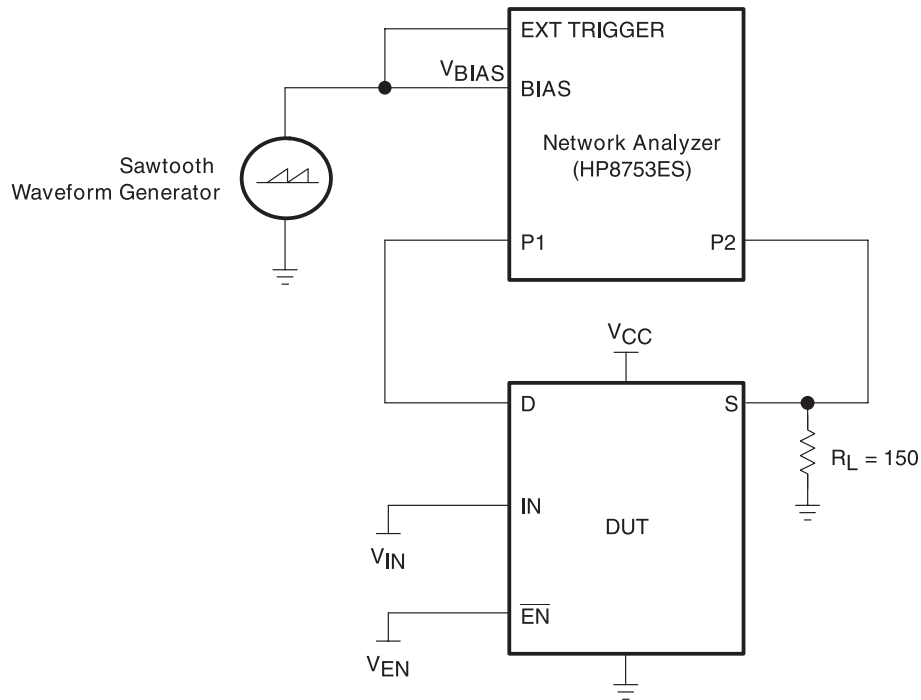 EXT TRIGGER
VBIAS
BIAS
Network Analyzer
(HP8753ES)
Sawtooth
Waveform Generator
P1
P2
VCC
D
S
RL = 150
IN
DUT
VIN
EN
VEN